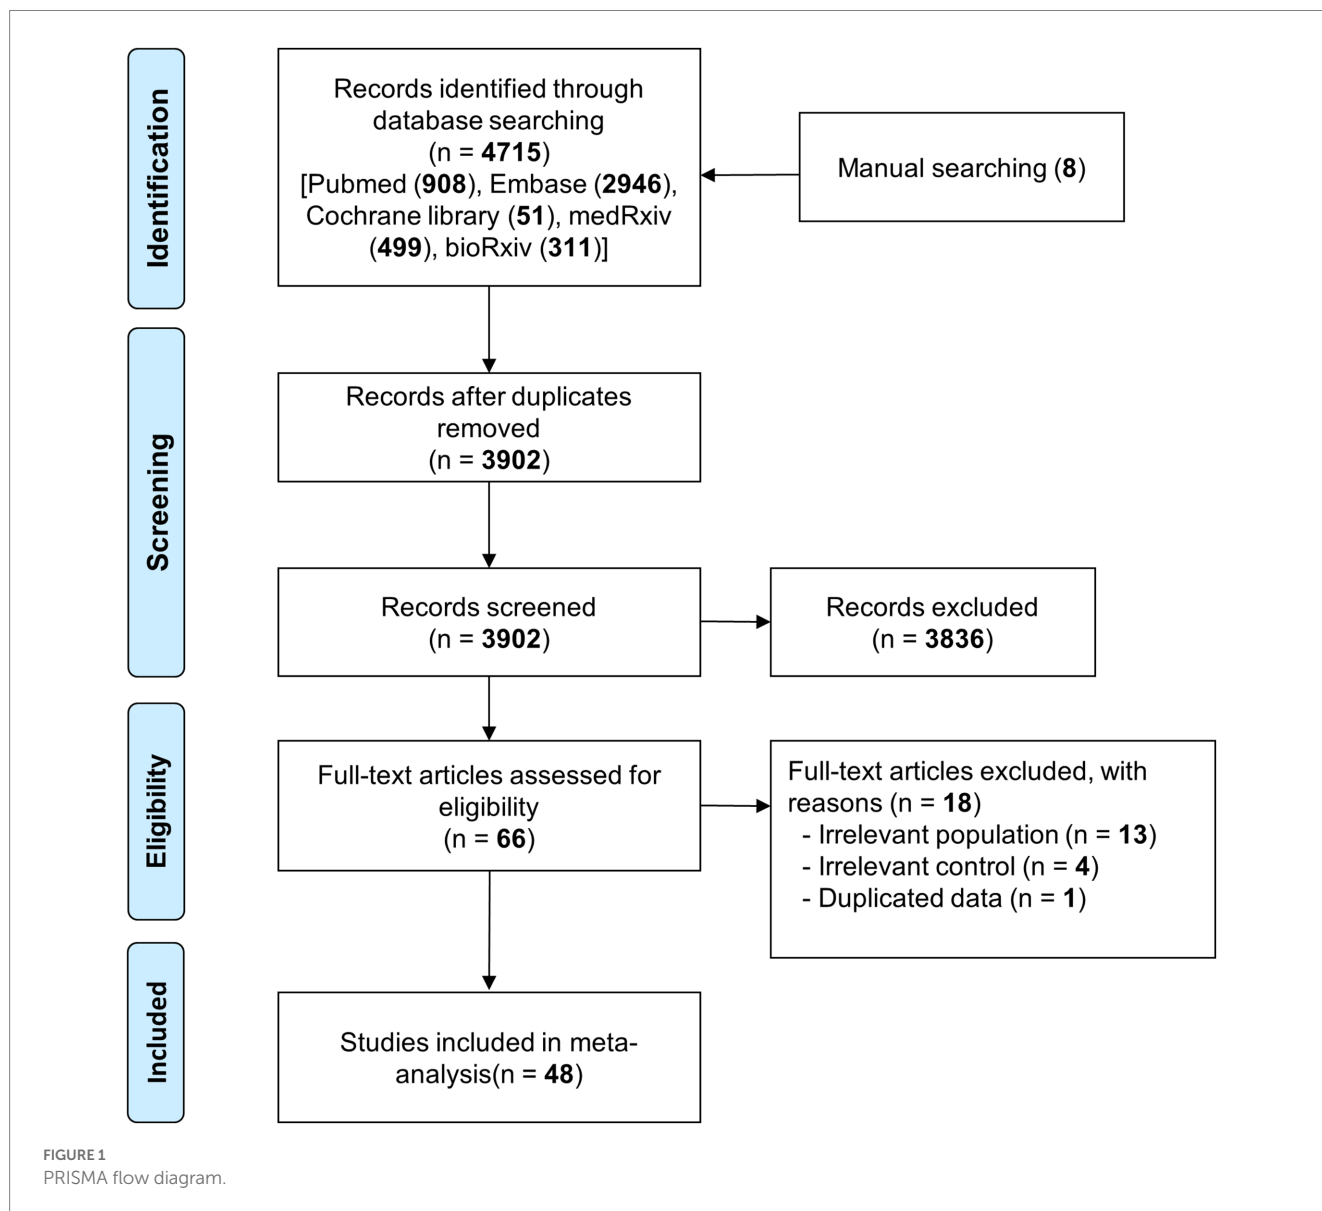 Identification
Records identified through
database searching
(n = 4715)
[Pubmed (908), Embase (2946),
Cochrane library (51), medRxiv
(499), bioRxiv (311)]
Manual searching (8)
Screening
Records after duplicates
removed
(n = 3902)
Records screened
(n = 3902)
Records excluded
(n = 3836)
Eligibility
Full-text articles assessed for
eligibility
(n = 66)
Full-text articles excluded, with
reasons (n = 18)
- Irrelevant population (n = 13)
- Irrelevant control (n = 4)
- Duplicated data (n = 1)
Included
Studies included in meta-
analysis(n = 48)
FIGURE 1
PRISMA flow diagram.